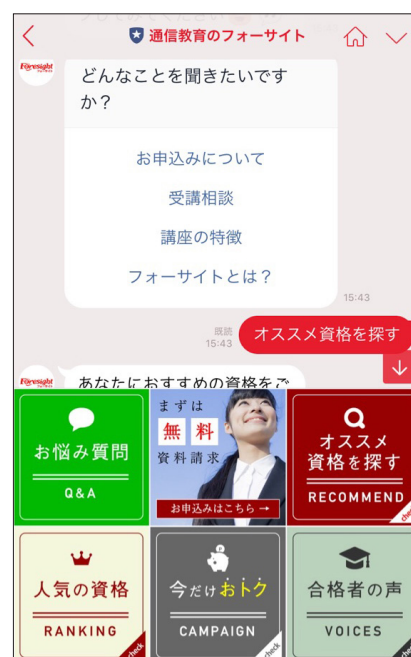 通信教育のフォーサイト
Foresight
どんなことを聞きたいです
か？
お申込みについて
受講相談
講座の特徴
フォーサイトとは？
15:43
既読
15:43
オススメ資格を探す
Foresight
あなたにおすすめの資格をご
お悩み質問
Q&A
まずは
無料
資料請求
お申込みはこちら→
オススメ
資格を探す
RECOMMEND
check
人気の資格
RANKING
check
今だけおトク
CAMPAIGN
check
合格者の声
VOICES
check